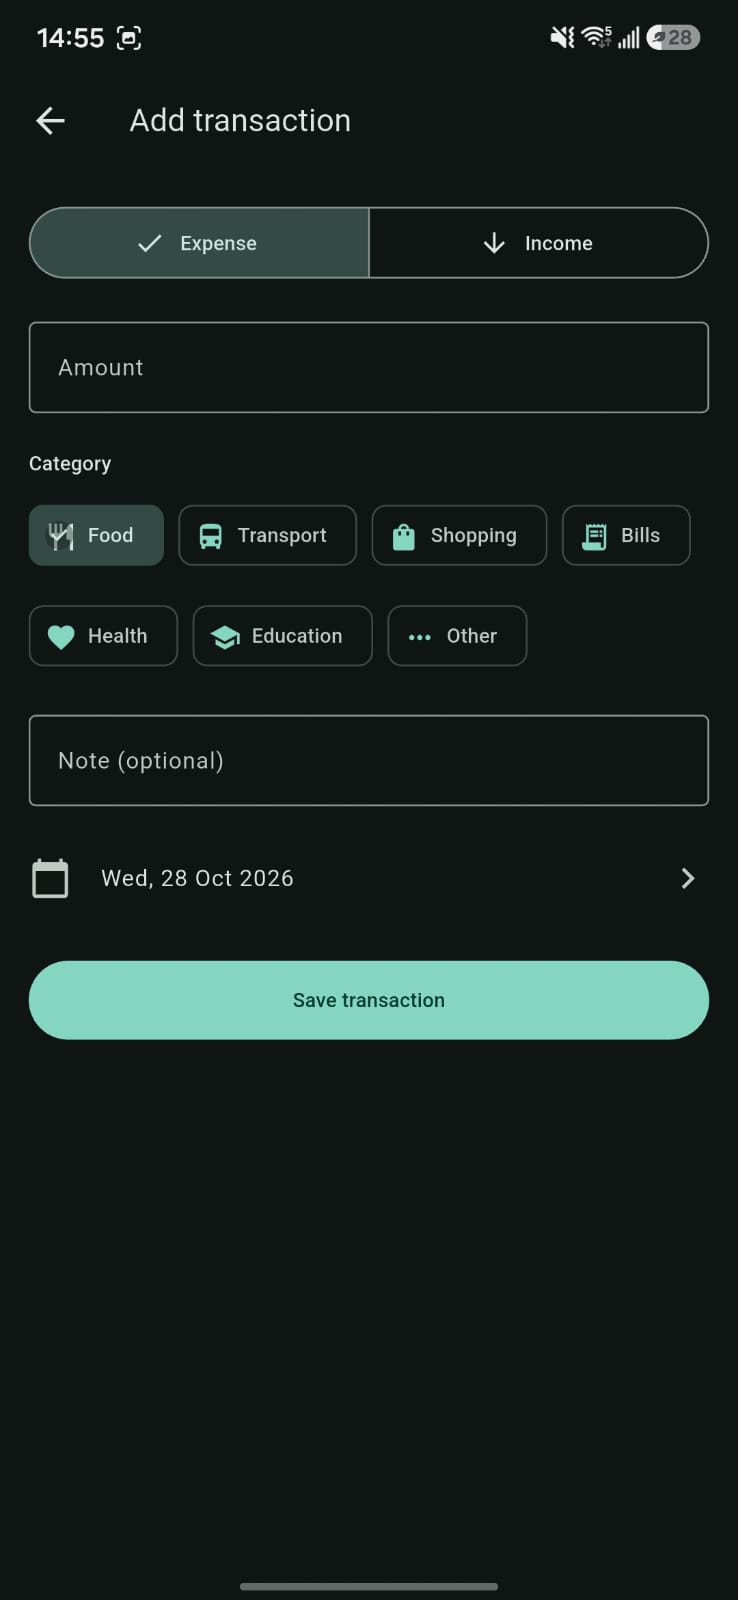 14:55 5 28
Add transaction
Expense Income
Amount
Category
Food Transport Shopping Bills
Health Education Other
Note (optional)
Wed, 28 Oct 2026
Save transaction